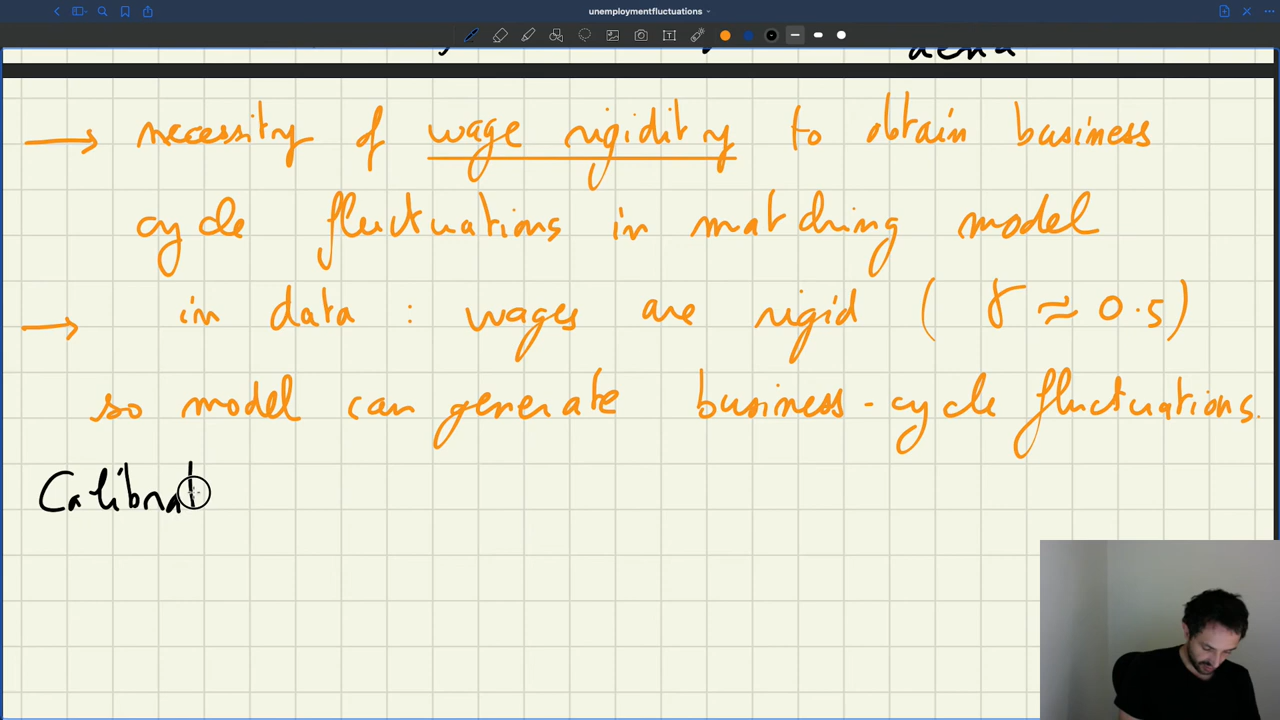 unemploymentfluctuations
→ necessity of wage rigidity to obtain business
cycle fluctuations in matching model
→ in data : wages are rigid ( γ ≈ 0.5 )
so model can generate business-cycle fluctuations.
Calibrat